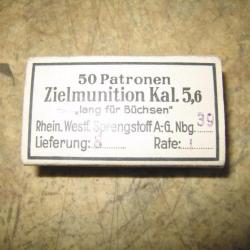 50 Patronen
Zielmunition Kal. 5,6
"lang für Büchsen"
Rhein. Westf. Sprengstoff A.-G., Nbg. 39
Lieferung: 8 Rate: 1